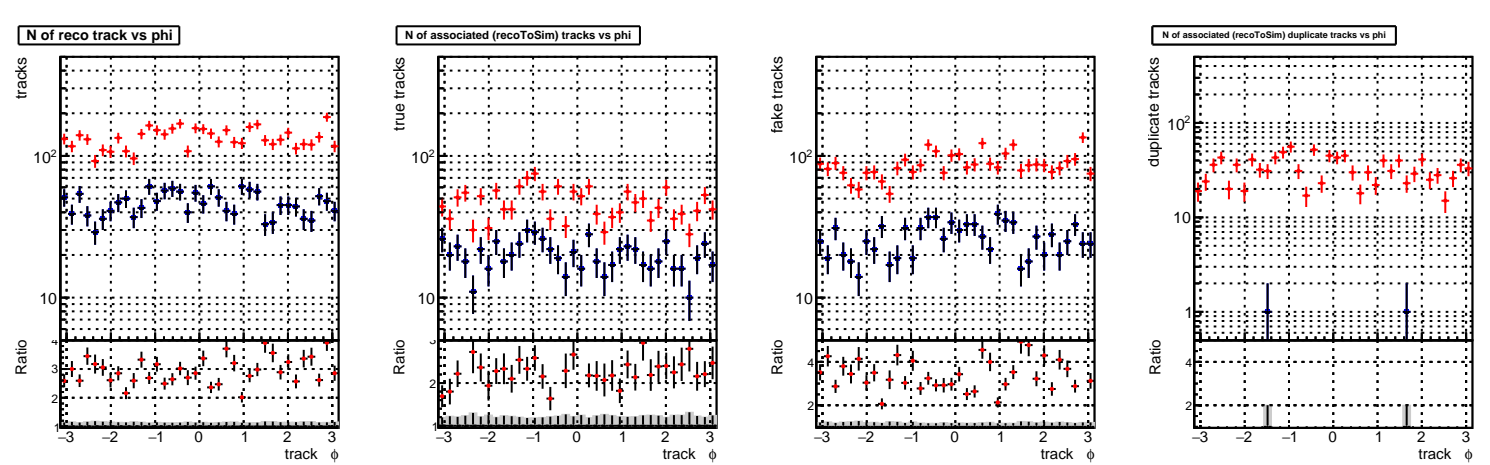 N of reco track vs phi
tracks
10²
10
Ratio
4
3
2
1
−3 −2 −1 0 1 2 3
track ϕ
N of associated (recoToSim) tracks vs phi
true tracks
10²
10
Ratio
3
2
1
−3 −2 −1 0 1 2 3
track ϕ
fake tracks
10²
10
Ratio
4
2
−3 −2 −1 0 1 2 3
track ϕ
N of associated (recoToSim) duplicate tracks vs phi
duplicate tracks
10²
10
1
Ratio
4
2
−3 −2 −1 0 1 2 3
track ϕ